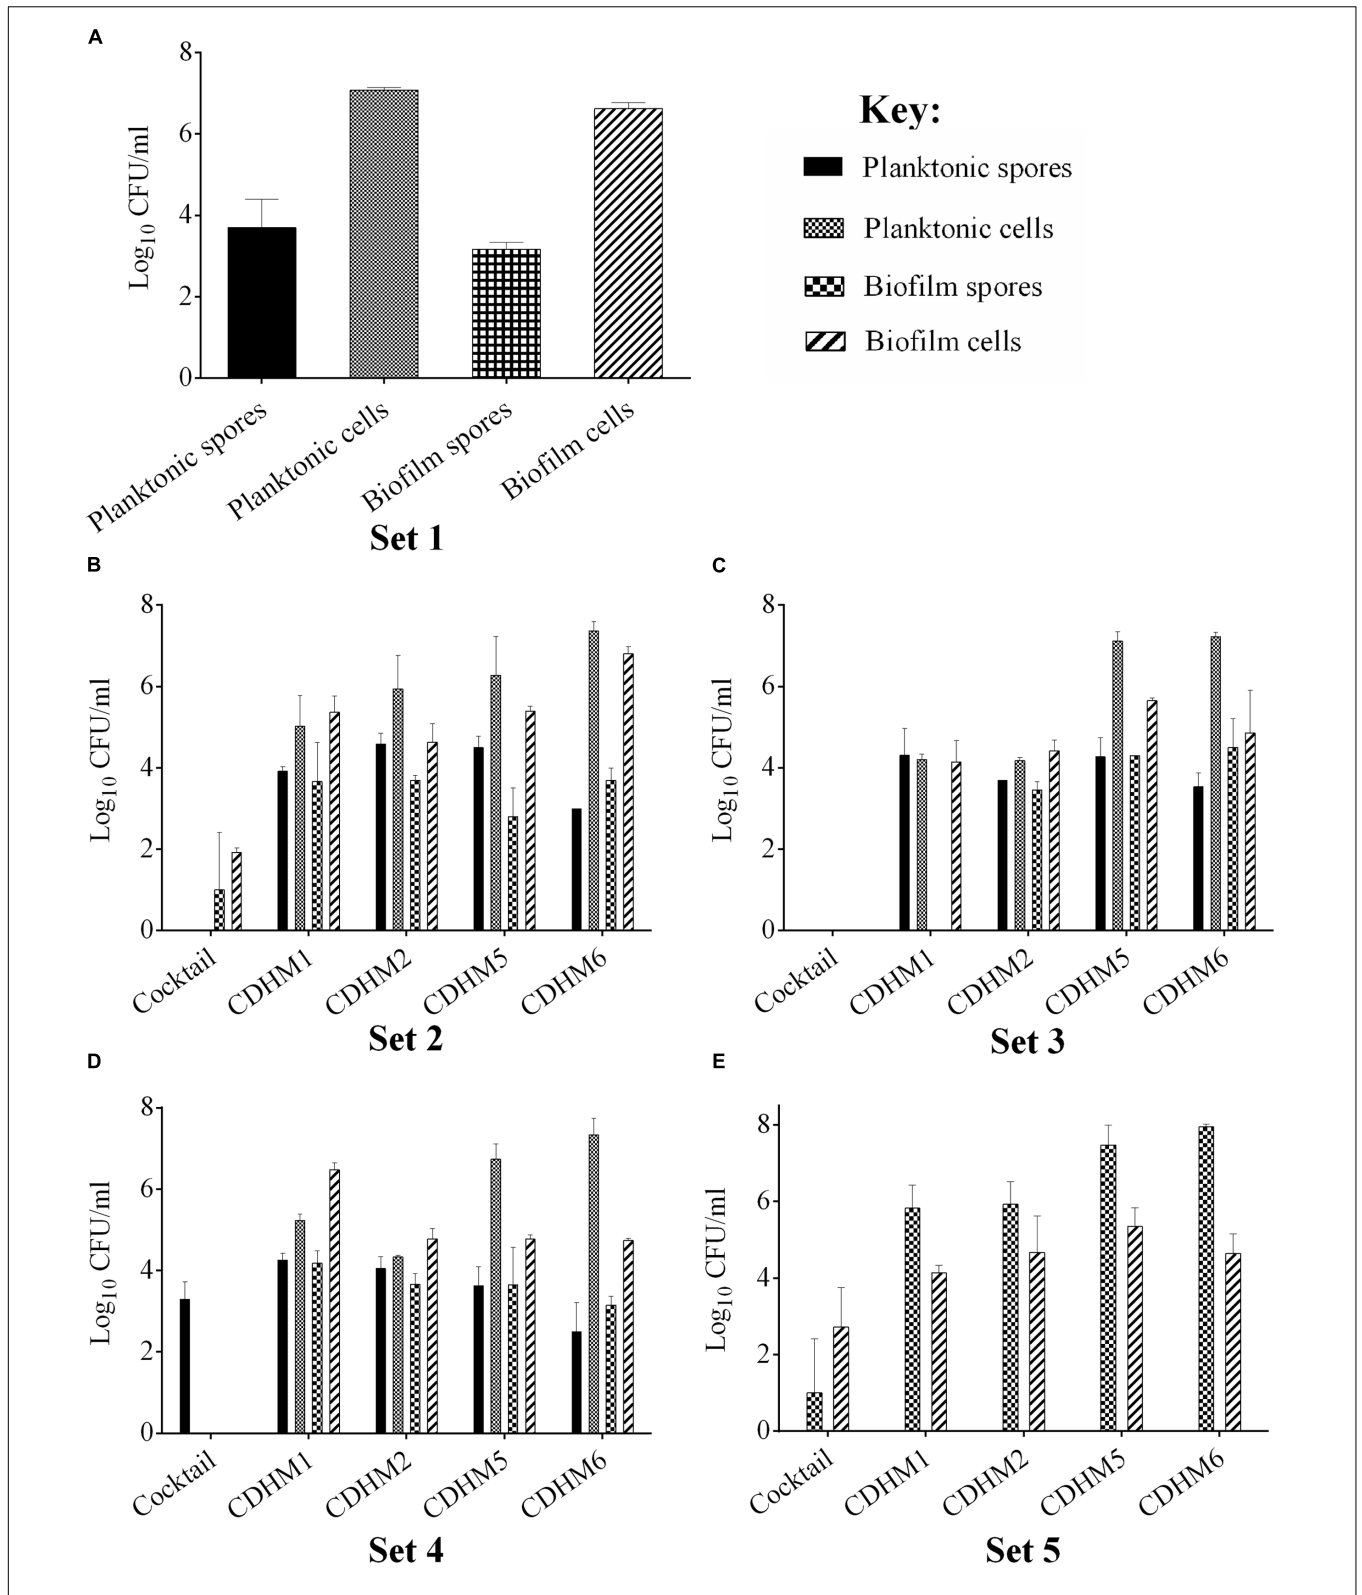 A
8
6
4
2
0
Log10 CFU/ml
Planktonic spores
Planktonic cells
Biofilm spores
Biofilm cells
Set 1
Key:
Planktonic spores
Planktonic cells
Biofilm spores
Biofilm cells
B
8
6
4
2
0
Log10 CFU/ml
Cocktail
CDHM1
CDHM2
CDHM5
CDHM6
Set 2
C
8
6
4
2
0
Log10 CFU/ml
Cocktail
CDHM1
CDHM2
CDHM5
CDHM6
Set 3
D
8
6
4
2
0
Log10 CFU/ml
Cocktail
CDHM1
CDHM2
CDHM5
CDHM6
Set 4
E
8
6
4
2
0
Log10 CFU/ml
Cocktail
CDHM1
CDHM2
CDHM5
CDHM6
Set 5